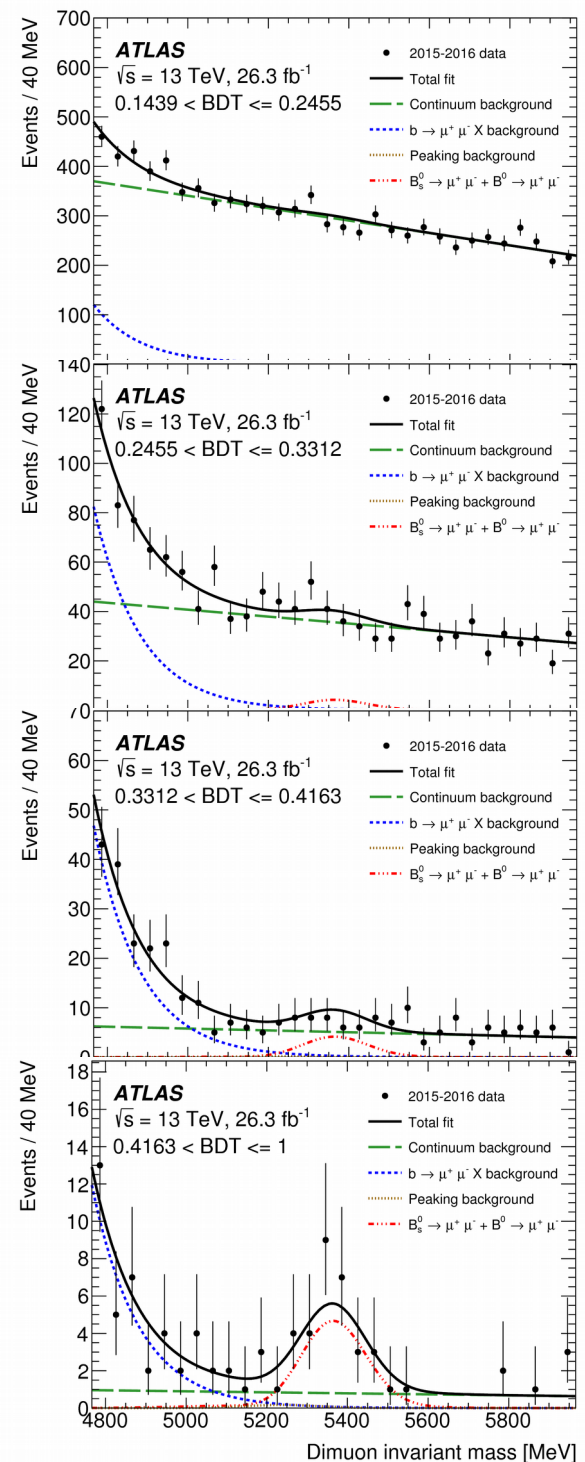 700
600
500
400
300
200
100
Events / 40 MeV
ATLAS
√s = 13 TeV, 26.3 fb⁻¹
0.1439 < BDT <= 0.2455
2015-2016 data
Total fit
Continuum background
b → μ⁺ μ⁻ X background
Peaking background
B⁰ₛ → μ⁺ μ⁻ + B⁰ → μ⁺ μ⁻
140
120
100
80
60
40
20
0
Events / 40 MeV
ATLAS
√s = 13 TeV, 26.3 fb⁻¹
0.2455 < BDT <= 0.3312
2015-2016 data
Total fit
Continuum background
b → μ⁺ μ⁻ X background
Peaking background
B⁰ₛ → μ⁺ μ⁻ + B⁰ → μ⁺ μ⁻
60
50
40
30
20
10
0
Events / 40 MeV
ATLAS
√s = 13 TeV, 26.3 fb⁻¹
0.3312 < BDT <= 0.4163
2015-2016 data
Total fit
Continuum background
b → μ⁺ μ⁻ X background
Peaking background
B⁰ₛ → μ⁺ μ⁻ + B⁰ → μ⁺ μ⁻
18
16
14
12
10
8
6
4
2
0
Events / 40 MeV
ATLAS
√s = 13 TeV, 26.3 fb⁻¹
0.4163 < BDT <= 1
2015-2016 data
Total fit
Continuum background
b → μ⁺ μ⁻ X background
Peaking background
B⁰ₛ → μ⁺ μ⁻ + B⁰ → μ⁺ μ⁻
4800 5000 5200 5400 5600 5800
Dimuon invariant mass [MeV]